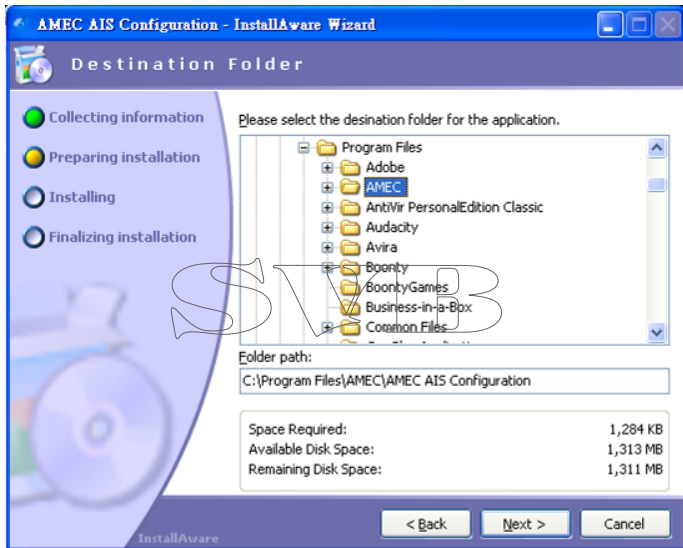 AMEC AIS Configuration - InstallAware Wizard
Destination Folder
Collecting information
Preparing installation
Installing
Finalizing installation
Please select the desination folder for the application.
Program Files
Adobe
AMEC
AntiVir PersonalEdition Classic
Audacity
Avira
Boonty
BoontyGames
Business-in-a-Box
Common Files
Folder path:
C:\Program Files\AMEC\AMEC AIS Configuration
Space Required: 1,284 KB
Available Disk Space: 1,313 MB
Remaining Disk Space: 1,311 MB
InstallAware
< Back
Next >
Cancel
SVB